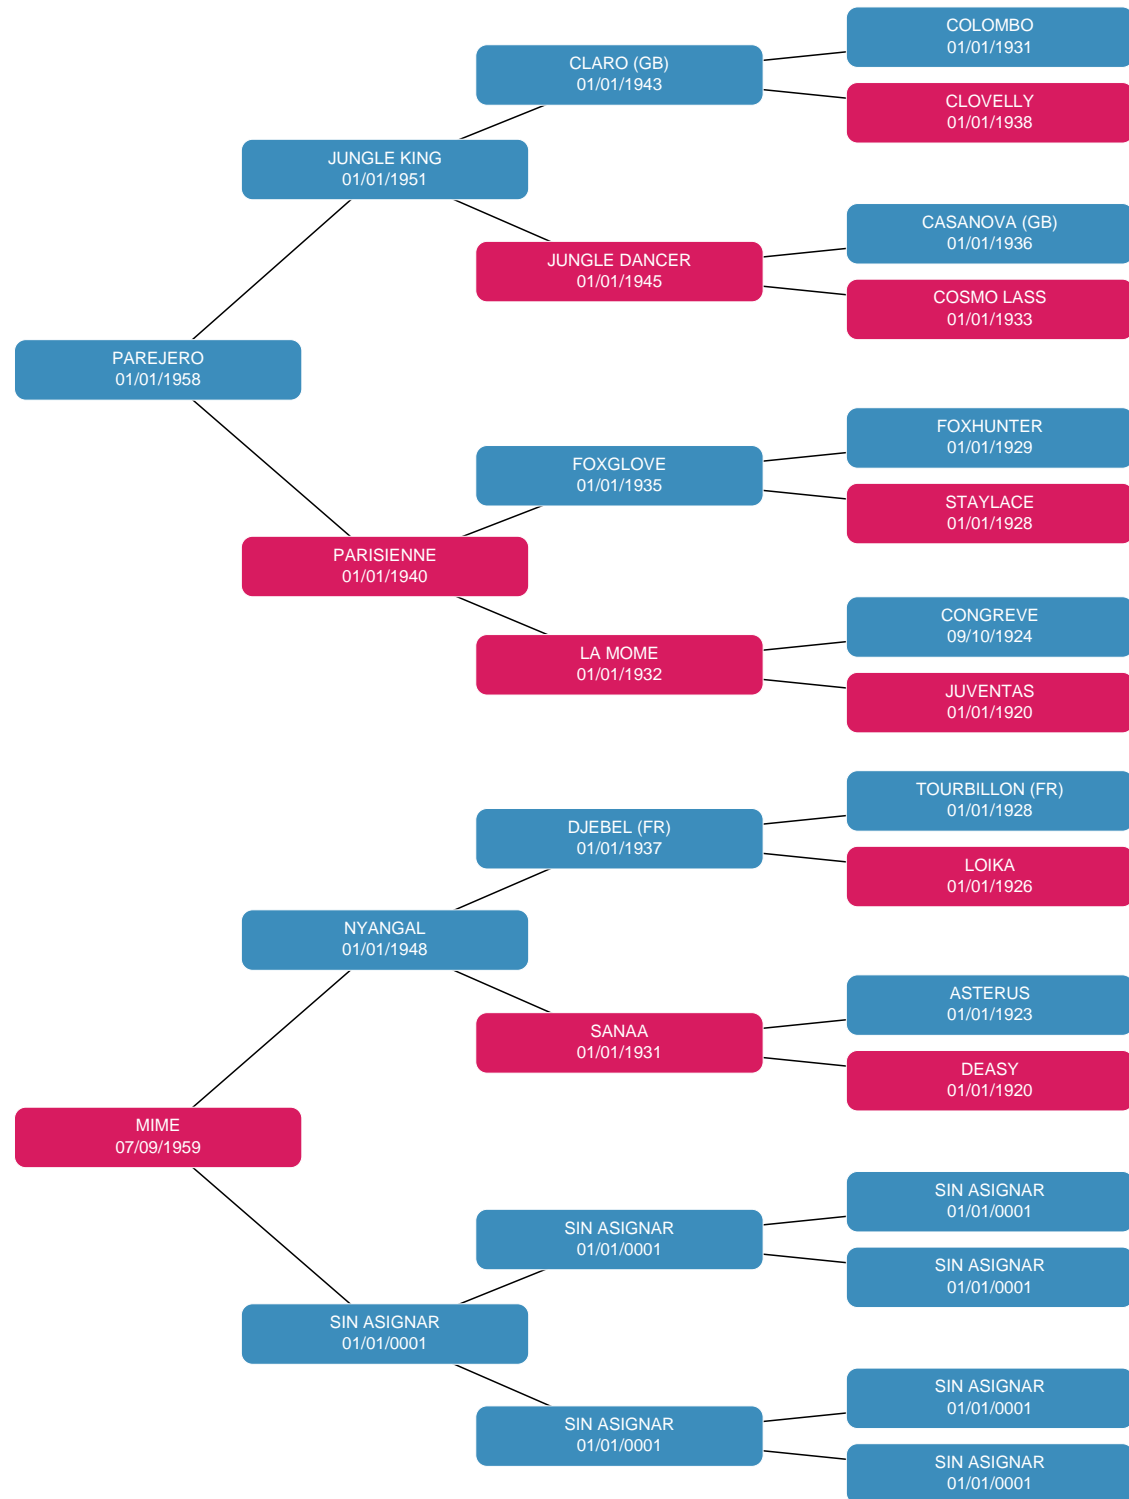 COLOMBO
01/01/1931
CLARO (GB)
01/01/1943
CLOVELLY
01/01/1938
JUNGLE KING
01/01/1951
CASANOVA (GB)
01/01/1936
JUNGLE DANCER
01/01/1945
COSMO LASS
01/01/1933
PAREJERO
01/01/1958
FOXHUNTER
01/01/1929
FOXGLOVE
01/01/1935
STAYLACE
01/01/1928
PARISIENNE
01/01/1940
CONGREVE
09/10/1924
LA MOME
01/01/1932
JUVENTAS
01/01/1920
TOURBILLON (FR)
01/01/1928
DJEBEL (FR)
01/01/1937
LOIKA
01/01/1926
NYANGAL
01/01/1948
ASTERUS
01/01/1923
SANAA
01/01/1931
DEASY
01/01/1920
MIME
07/09/1959
SIN ASIGNAR
01/01/0001
SIN ASIGNAR
01/01/0001
SIN ASIGNAR
01/01/0001
SIN ASIGNAR
01/01/0001
SIN ASIGNAR
01/01/0001
SIN ASIGNAR
01/01/0001
SIN ASIGNAR
01/01/0001